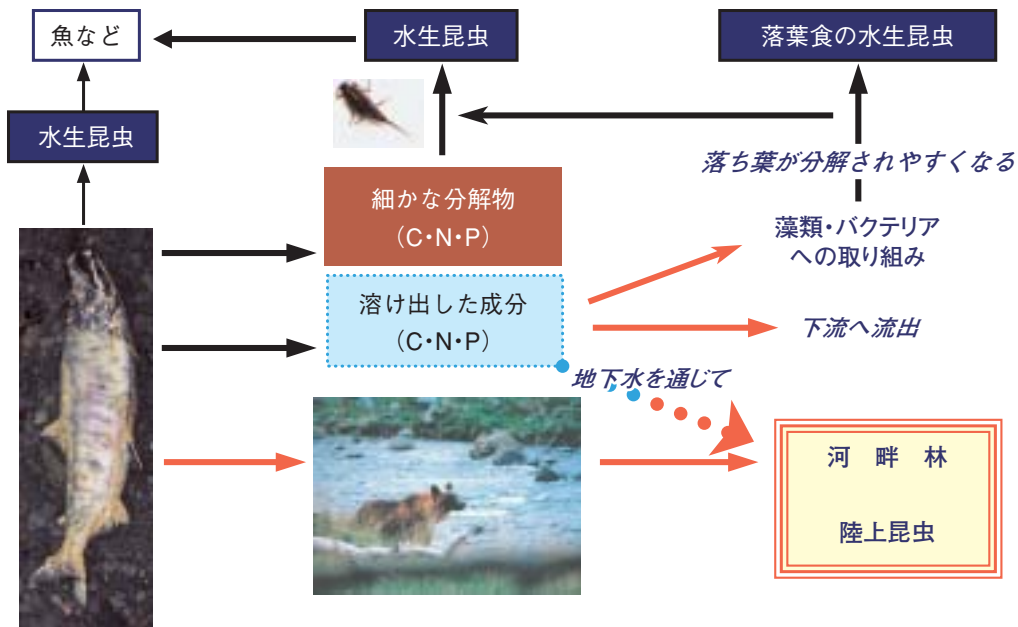 魚など
水生昆虫
落葉食の水生昆虫
水生昆虫
落ち葉が分解されやすくなる
細かな分解物
（C・N・P）
藻類・バクテリア
への取り組み
溶け出した成分
（C・N・P）
下流へ流出
地下水を通じて
河畔林
陸上昆虫